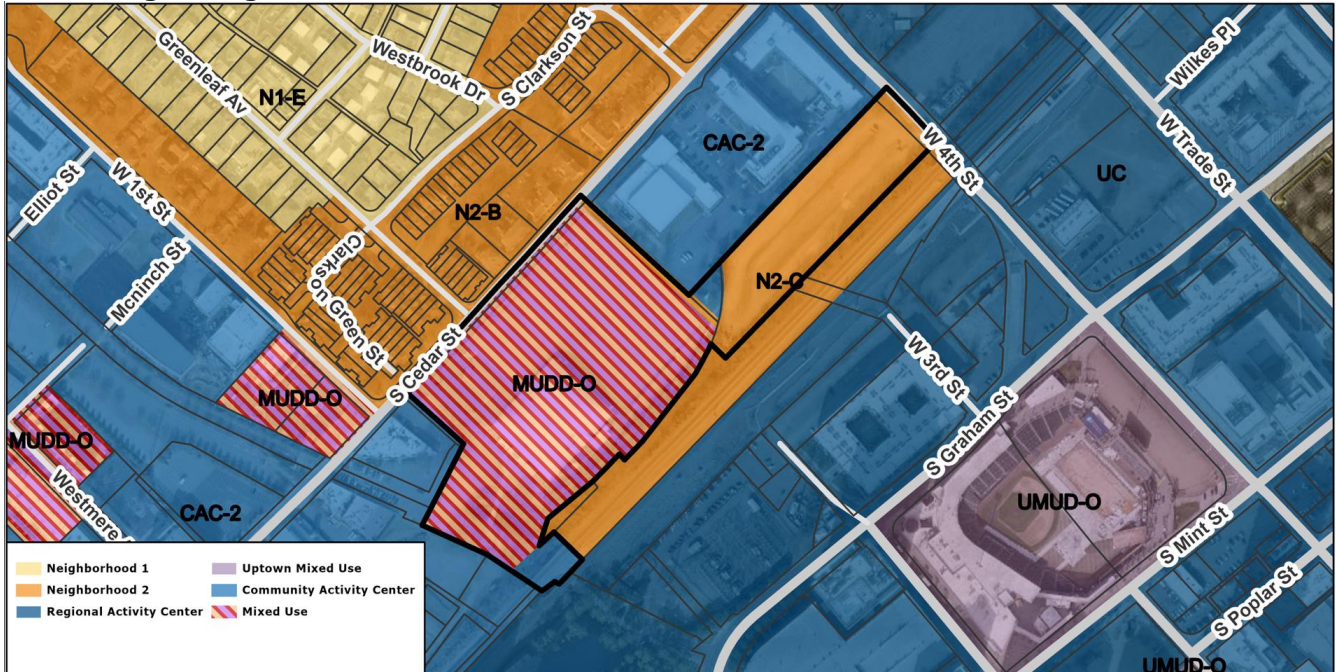 Greenleaf Av
Westbrook Dr
S Clarkson St
N1-E
Wilkes Pl
CAC-2
W 4th St
W Trade St
UC
Elliot St
W 1st St
N2-B
Mcninch St
Clarkson Green St
N2-C
S Cedar St
MUDD-O
MUDD-O
W 3rd St
MUDD-O
S Graham St
Westmere
CAC-2
UMUD-O
S Mint St
S Poplar St
UMUD-O
Neighborhood 1
Neighborhood 2
Regional Activity Center
Uptown Mixed Use
Community Activity Center
Mixed Use